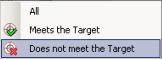 All
Meets the Target
Does not meet the Target